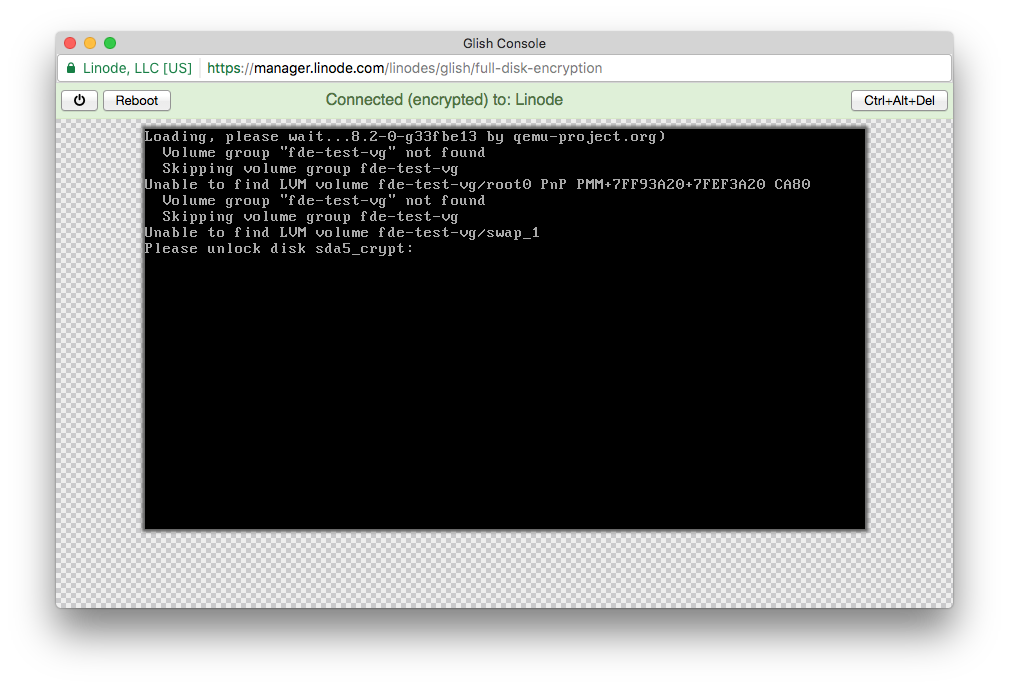 Glish Console
Linode, LLC [US] https://manager.linode.com/linodes/glish/full-disk-encryption
Reboot Connected (encrypted) to: Linode Ctrl+Alt+Del
Loading, please wait...8.2-0-g33fbe13 by qemu-project.org)
  Volume group "fde-test-vg" not found
  Skipping volume group fde-test-vg
Unable to find LVM volume fde-test-vg/root0 PnP PMM+7FF93A20+7FEF3A20 CA80
  Volume group "fde-test-vg" not found
  Skipping volume group fde-test-vg
Unable to find LVM volume fde-test-vg/swap_1
Please unlock disk sda5_crypt: